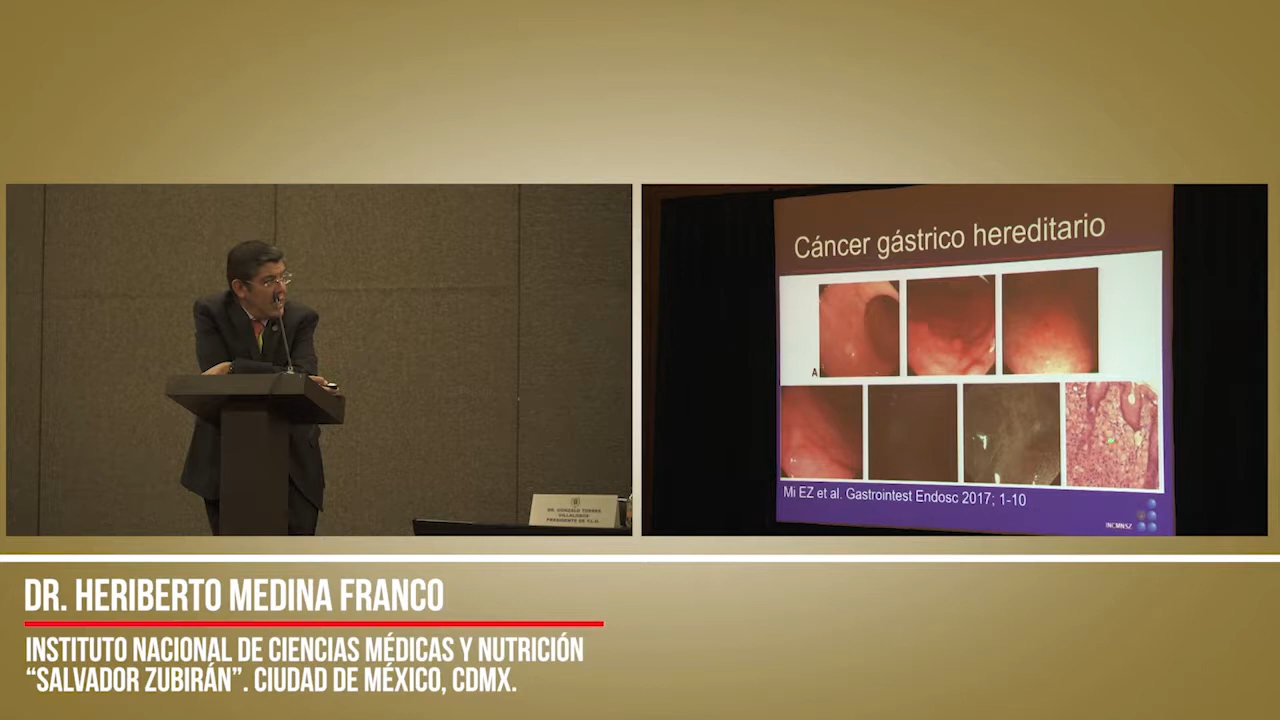 Cáncer gástrico hereditario
A
Mi EZ et al. Gastrointest Endosc 2017; 1-10
INCMNSZ
DR. GONZALO TORRES
VILLALOBOS
PRESIDENTE DE
DR. HERIBERTO MEDINA FRANCO
INSTITUTO NACIONAL DE CIENCIAS MÉDICAS Y NUTRICIÓN
“SALVADOR ZUBIRÁN”. CIUDAD DE MÉXICO, CDMX.